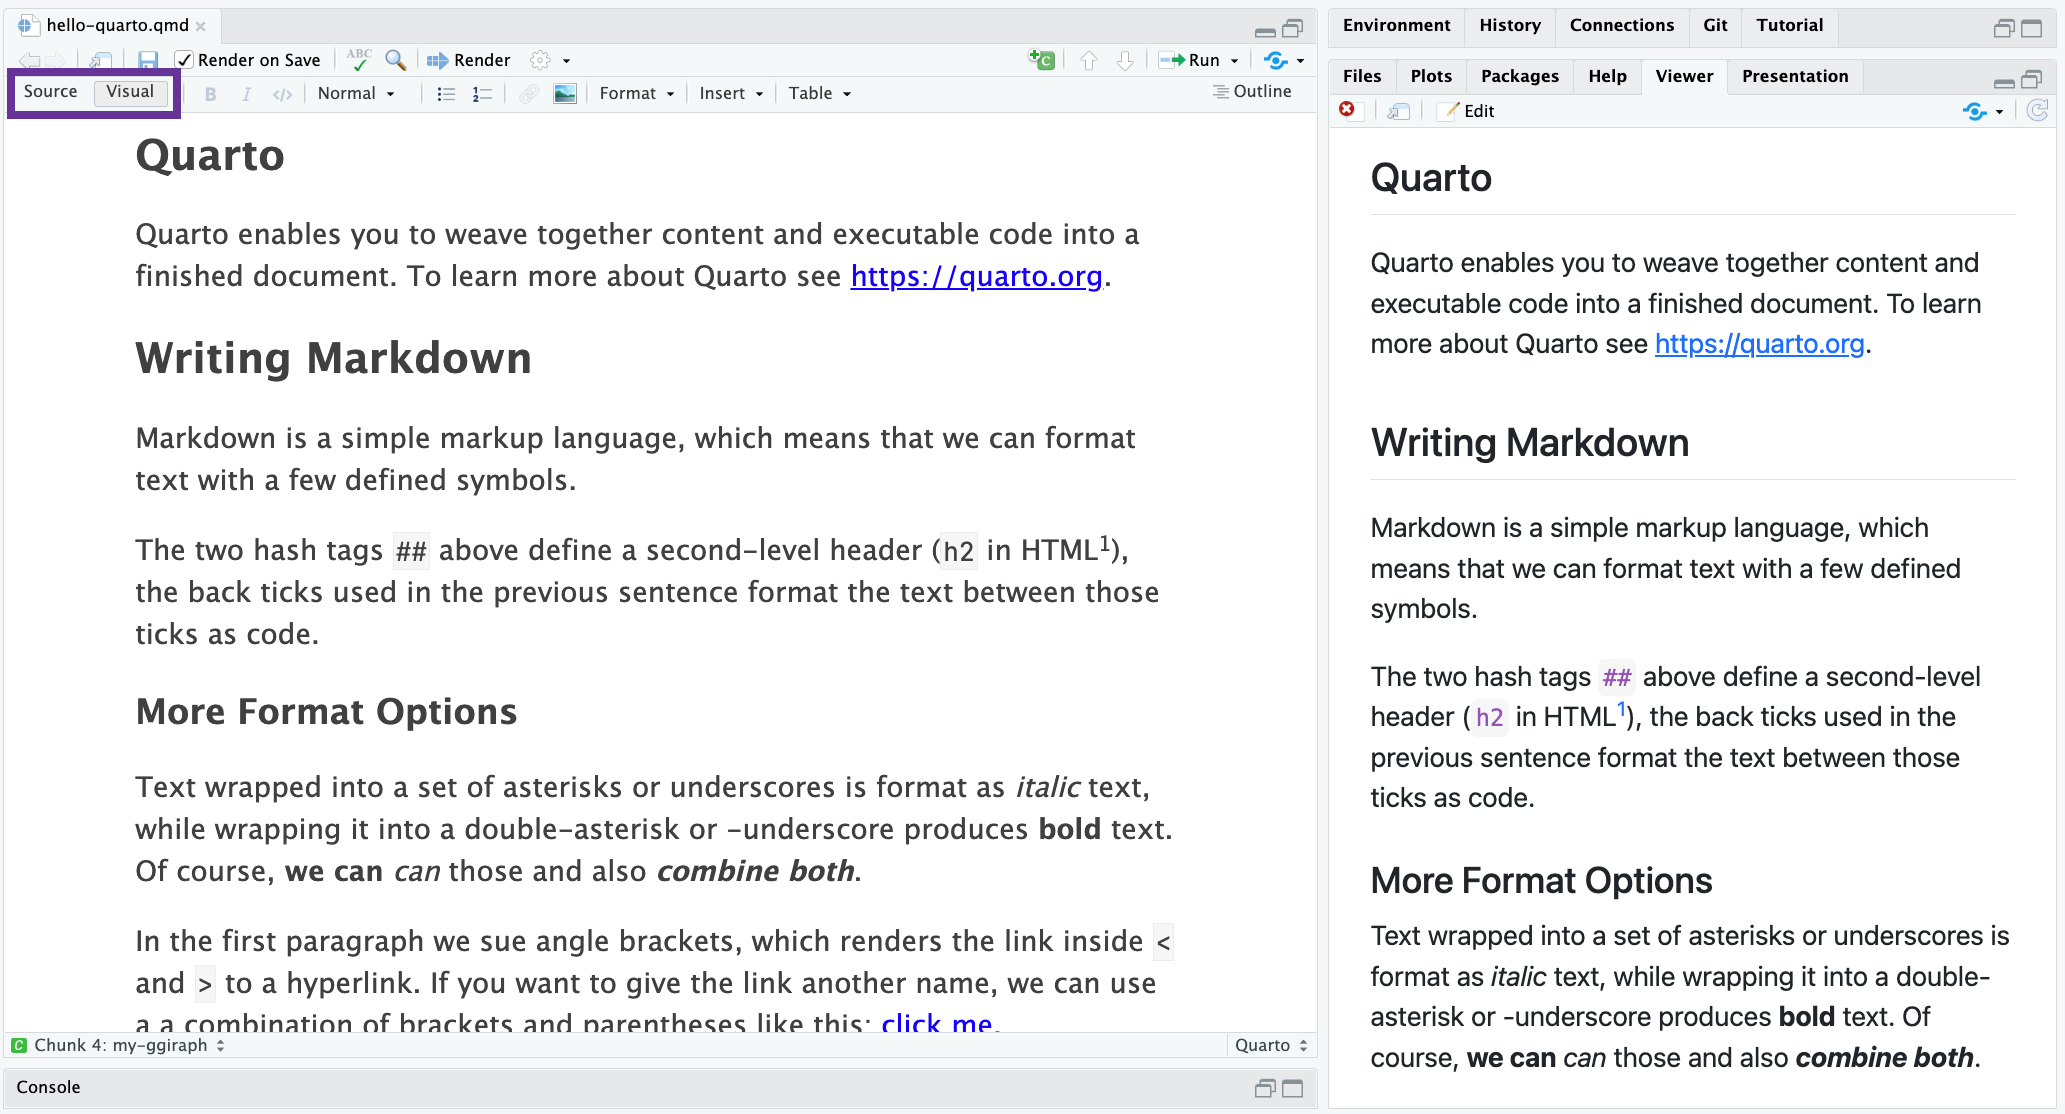 hello-quarto.qmd
Render on Save
ABC
Render
C
Run
Source
Visual
B
I
</>
Normal
Format
Insert
Table
Outline
Quarto
Quarto enables you to weave together content and executable code into a
finished document. To learn more about Quarto see https://quarto.org.
Writing Markdown
Markdown is a simple markup language, which means that we can format
text with a few defined symbols.
The two hash tags ## above define a second-level header (h2 in HTML1),
the back ticks used in the previous sentence format the text between those
ticks as code.
More Format Options
Text wrapped into a set of asterisks or underscores is format as italic text,
while wrapping it into a double-asterisk or -underscore produces bold text.
Of course, we can can those and also combine both.
In the first paragraph we sue angle brackets, which renders the link inside <
and > to a hyperlink. If you want to give the link another name, we can use
a a combination of brackets and parentheses like this: click me.
C Chunk 4: my-ggiraph
Quarto
Console
Environment
History
Connections
Git
Tutorial
Files
Plots
Packages
Help
Viewer
Presentation
Edit
Quarto
Quarto enables you to weave together content and
executable code into a finished document. To learn
more about Quarto see https://quarto.org.
Writing Markdown
Markdown is a simple markup language, which
means that we can format text with a few defined
symbols.
The two hash tags ## above define a second-level
header (h2 in HTML1), the back ticks used in the
previous sentence format the text between those
ticks as code.
More Format Options
Text wrapped into a set of asterisks or underscores is
format as italic text, while wrapping it into a double-
asterisk or -underscore produces bold text. Of
course, we can can those and also combine both.